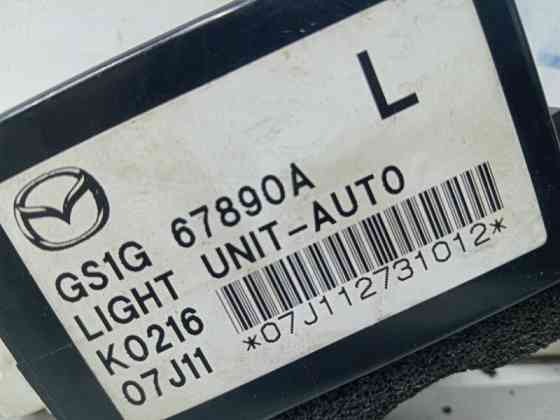 L
GS1G 67890A
LIGHT UNIT-AUTO
K0216
07J11
*07J112731012*